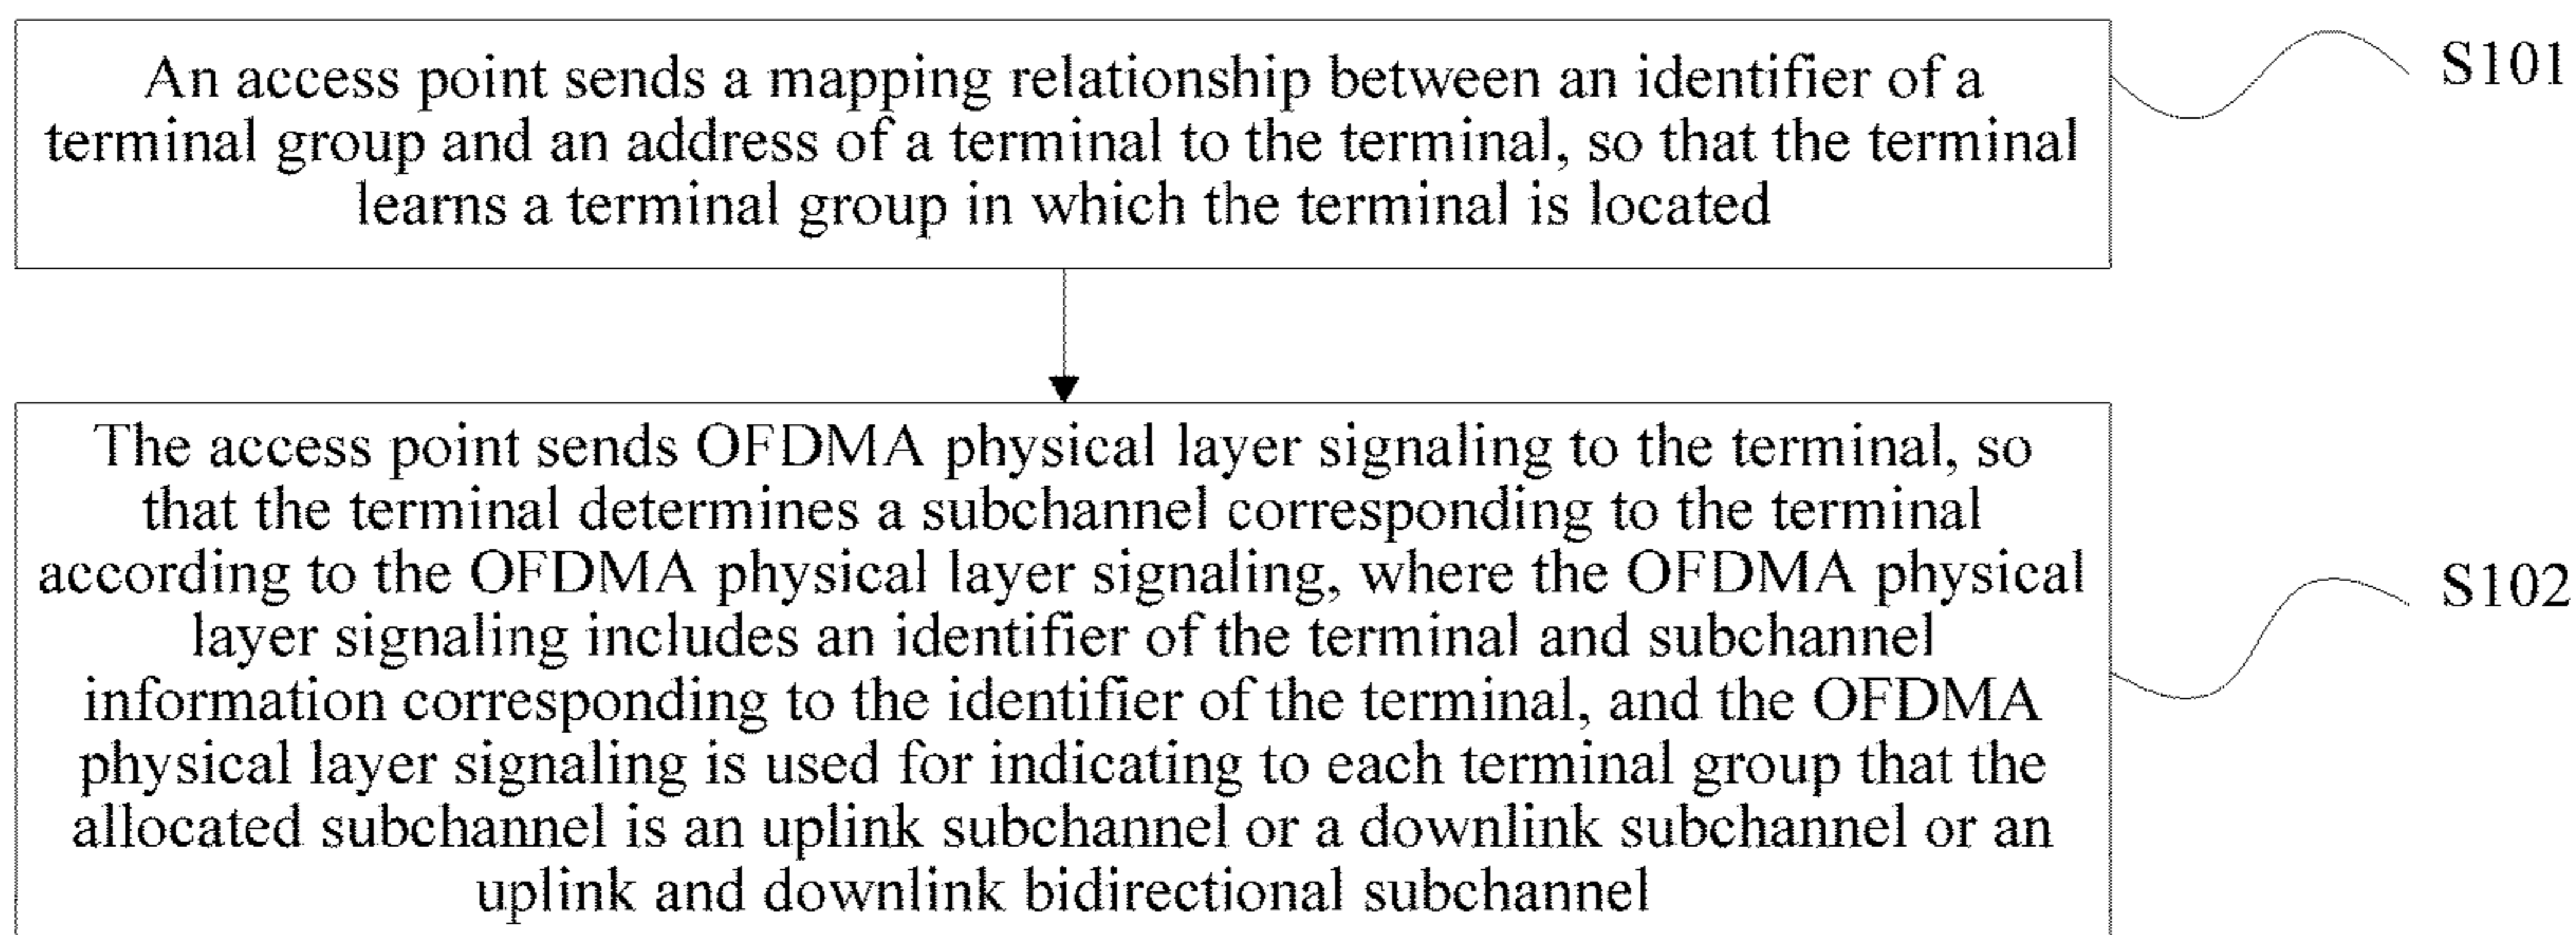 An access point sends a mapping relationship between an identifier of a
terminal group and an address of a terminal to the terminal, so that the terminal
learns a terminal group in which the terminal is located
S101
The access point sends OFDMA physical layer signaling to the terminal, so
that the terminal determines a subchannel corresponding to the terminal
according to the OFDMA physical layer signaling, where the OFDMA physical
layer signaling includes an identifier of the terminal and subchannel
information corresponding to the identifier of the terminal, and the OFDMA
physical layer signaling is used for indicating to each terminal group that the
allocated subchannel is an uplink subchannel or a downlink subchannel or an
uplink and downlink bidirectional subchannel
S102